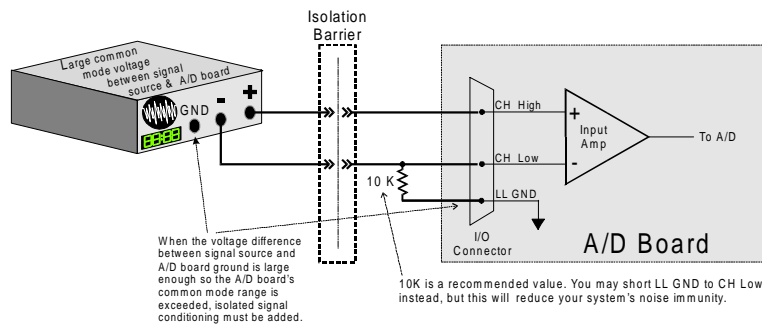 Isolation
Barrier
Large common
mode voltage
between signal
source & A/D board
GND
-
+
88:88
CH High
+
Input
Amp
To A/D
CH Low
-
10 K
LL GND
I/O
Connector
A/D Board
When the voltage difference
between signal source and
A/D board ground is large
enough so the A/D board's
common mode range is
exceeded, isolated signal
conditioning must be added.
10K is a recommended value. You may short LL GND to CH Low
instead, but this will reduce your system's noise immunity.